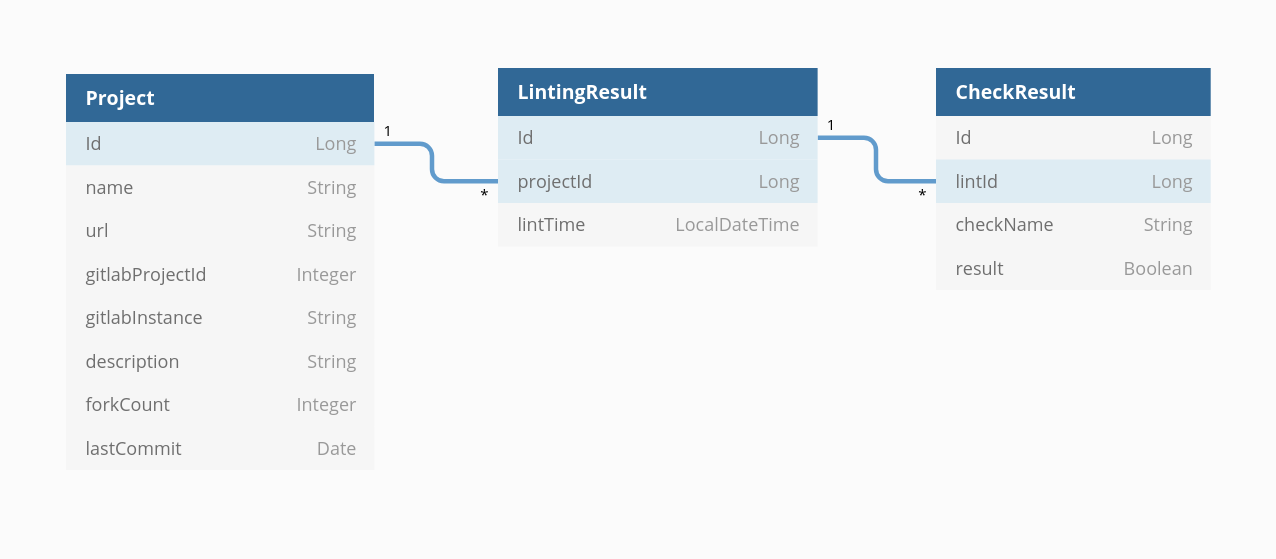 Project
Id Long
name String
url String
gitlabProjectId Integer
gitlabInstance String
description String
forkCount Integer
lastCommit Date
1
*
LintingResult
Id Long
projectId Long
lintTime LocalDateTime
1
*
CheckResult
Id Long
lintId Long
checkName String
result Boolean